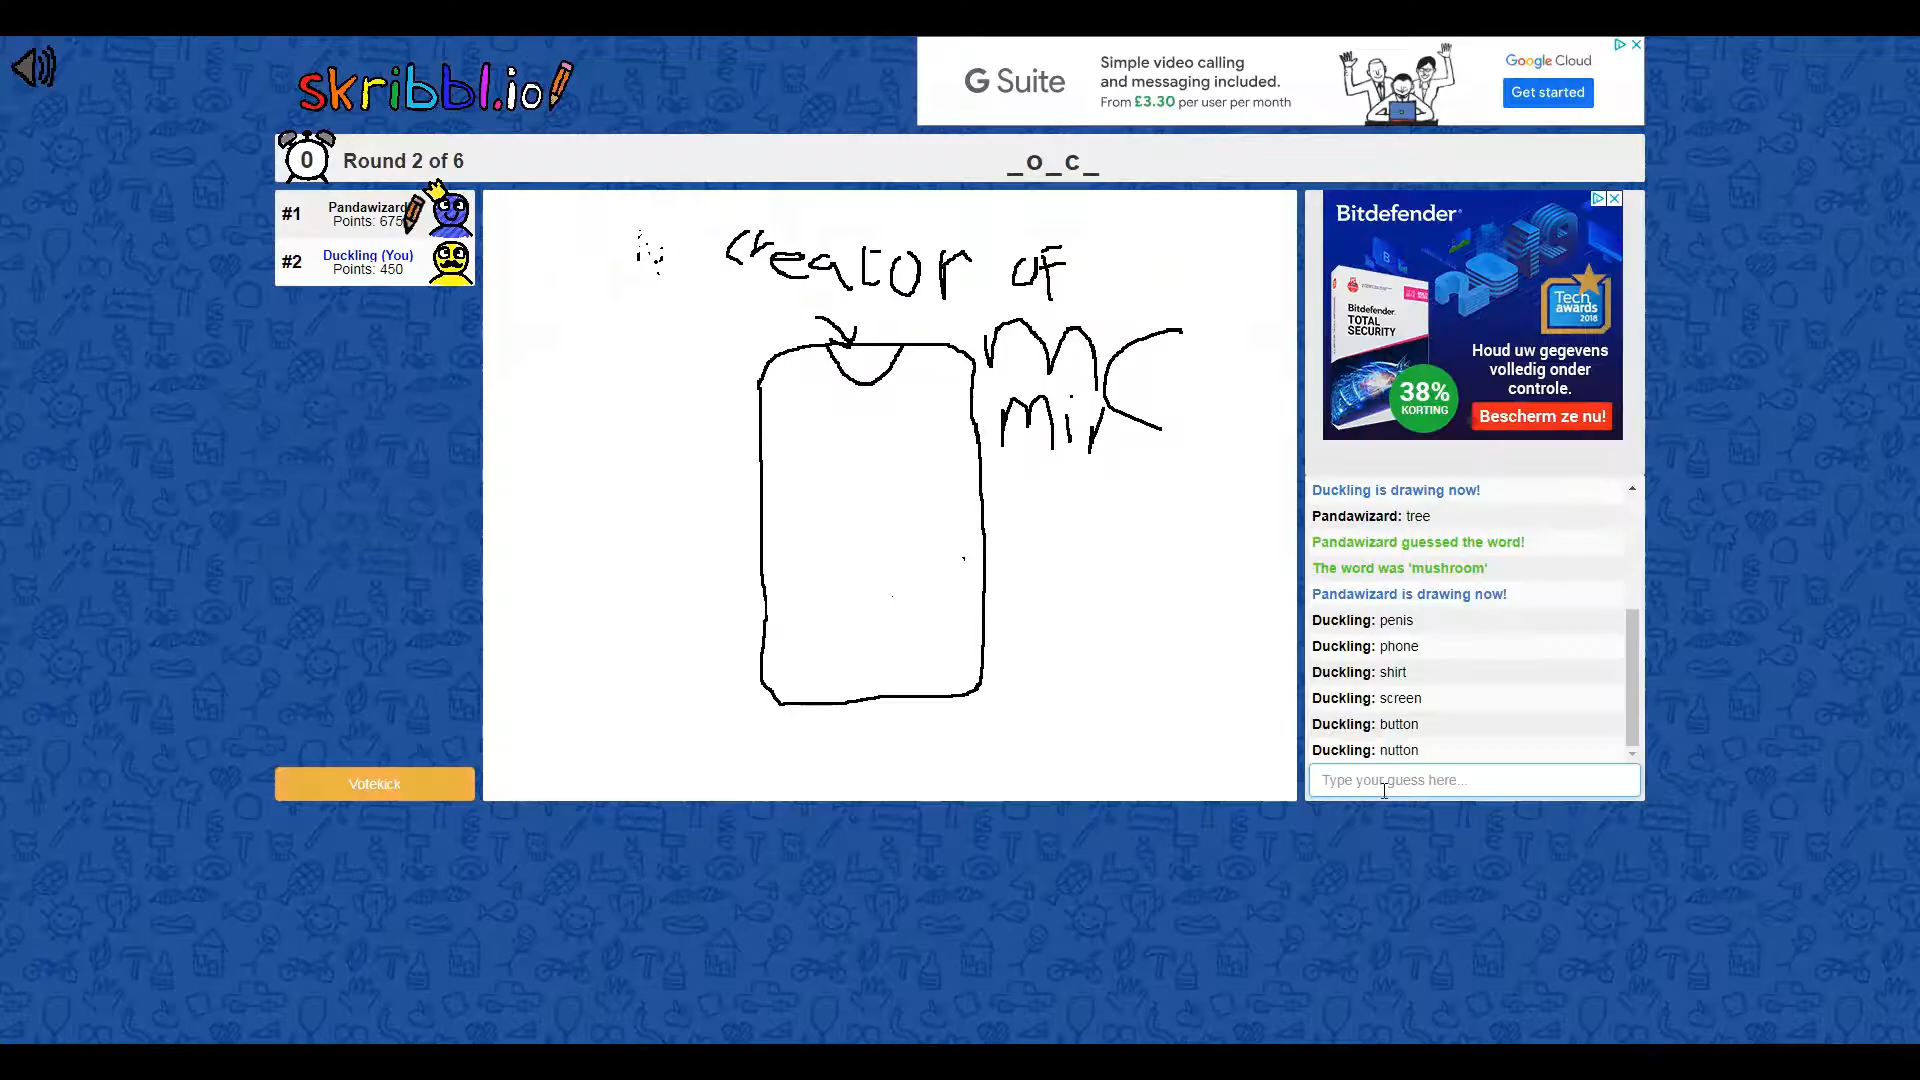 skribbl.io
G Suite
Simple video calling
and messaging included.
From £3.30 per user per month
Google Cloud
Get started
0
Round 2 of 6
_o_c_
#1
Pandawizard
Points: 675
#2
Duckling (You)
Points: 450
creator of
MC
Bitdefender
Bitdefender
TOTAL
SECURITY
2019
Tech
awards
2018
Houd uw gegevens
volledig onder
controle.
38%
KORTING
Bescherm ze nu!
Duckling is drawing now!
Pandawizard: tree
Pandawizard guessed the word!
The word was 'mushroom'
Pandawizard is drawing now!
Duckling: penis
Duckling: phone
Duckling: shirt
Duckling: screen
Duckling: button
Duckling: nutton
Type your guess here...
Votekick